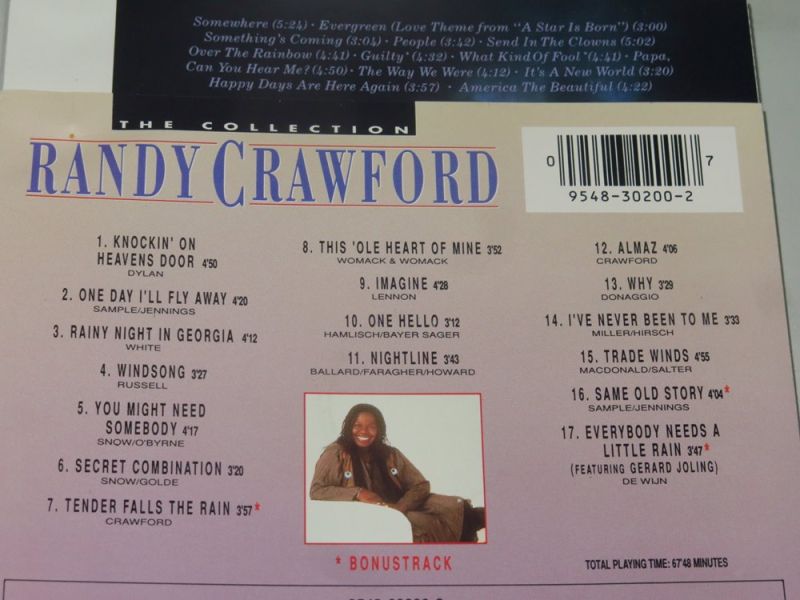 Somewhere (5:24) · Evergreen (Love Theme from "A Star Is Born") (3:00)
Something's Coming (3:04) · People (3:42) · Send In The Clowns (5:02)
Over The Rainbow (4:41) · Guilty* (4:32) · What Kind Of Fool* (4:41) · Papa,
Can You Hear Me? (4:50) · The Way We Were (4:12) · It's A New World (3:20)
Happy Days Are Here Again (3:57) · America The Beautiful (4:22)
THE COLLECTION
RANDY CRAWFORD
0 7
9548-30200-2
1. KNOCKIN' ON
HEAVENS DOOR 4'50
DYLAN
2. ONE DAY I'LL FLY AWAY 4'20
SAMPLE/JENNINGS
3. RAINY NIGHT IN GEORGIA 4'12
WHITE
4. WINDSONG 3'27
RUSSELL
5. YOU MIGHT NEED
SOMEBODY 4'17
SNOW/O'BYRNE
6. SECRET COMBINATION 3'20
SNOW/GOLDE
7. TENDER FALLS THE RAIN 3'57*
CRAWFORD
8. THIS 'OLE HEART OF MINE 3'52
WOMACK & WOMACK
9. IMAGINE 4'28
LENNON
10. ONE HELLO 3'12
HAMLISCH/BAYER SAGER
11. NIGHTLINE 3'43
BALLARD/FARAGHER/HOWARD
* BONUSTRACK
12. ALMAZ 4'06
CRAWFORD
13. WHY 3'29
DONAGGIO
14. I'VE NEVER BEEN TO ME 3'33
MILLER/HIRSCH
15. TRADE WINDS 4'55
MACDONALD/SALTER
16. SAME OLD STORY 4'04*
SAMPLE/JENNINGS
17. EVERYBODY NEEDS A
LITTLE RAIN 3'47*
(FEATURING GERARD JOLING)
DE WIJN
TOTAL PLAYING TIME: 67'48 MINUTES